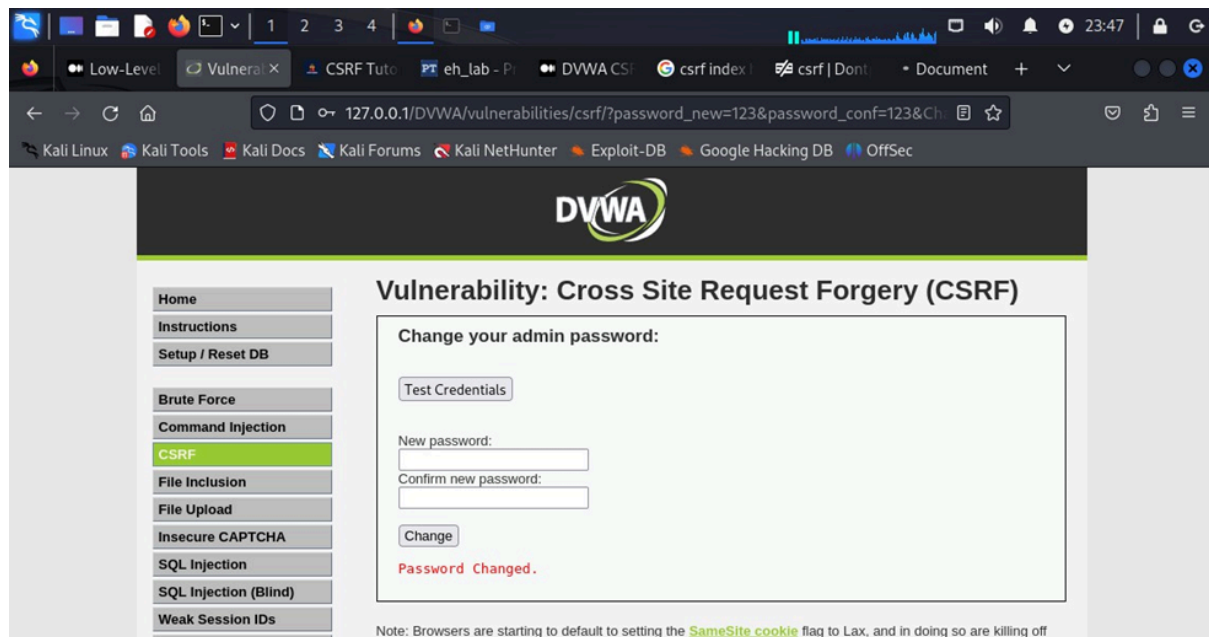 1 2 3 4 23:47
Low-Level Vulneral CSRF Tuto PT eh_lab - Pr DVWA CSF csrf index csrf | Dont Document
127.0.0.1/DVWA/vulnerabilities/csrf/?password_new=123&password_conf=123&Ch
Kali Linux Kali Tools Kali Docs Kali Forums Kali NetHunter Exploit-DB Google Hacking DB OffSec
DVWA
Home
Instructions
Setup / Reset DB
Brute Force
Command Injection
CSRF
File Inclusion
File Upload
Insecure CAPTCHA
SQL Injection
SQL Injection (Blind)
Weak Session IDs
Vulnerability: Cross Site Request Forgery (CSRF)
Change your admin password:
Test Credentials
New password:
Confirm new password:
Change
Password Changed.
Note: Browsers are starting to default to setting the SameSite cookie flag to Lax, and in doing so are killing off